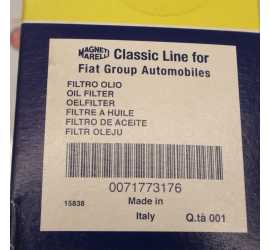 MAGNETI MARELLI Classic Line for
Fiat Group Automobiles
FILTRO OLIO
OIL FILTER
OELFILTER
FILTRE A HUILE
FILTRO DE ACEITE
FILTR OLEJU
0071773176
15838
Made in
Italy
Q.tà 001